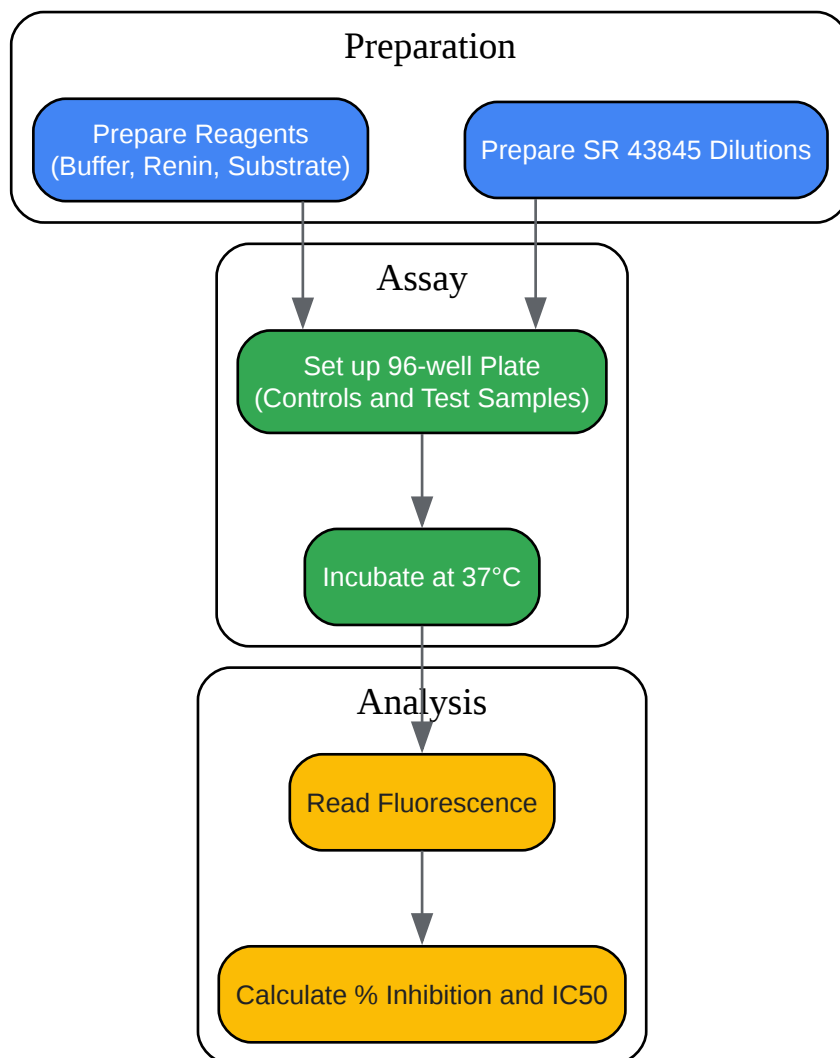 Preparation
Prepare Reagents
(Buffer, Renin, Substrate)
Prepare SR 43845 Dilutions
Assay
Set up 96-well Plate
(Controls and Test Samples)
Incubate at 37°C
Analysis
Read Fluorescence
Calculate % Inhibition and IC50